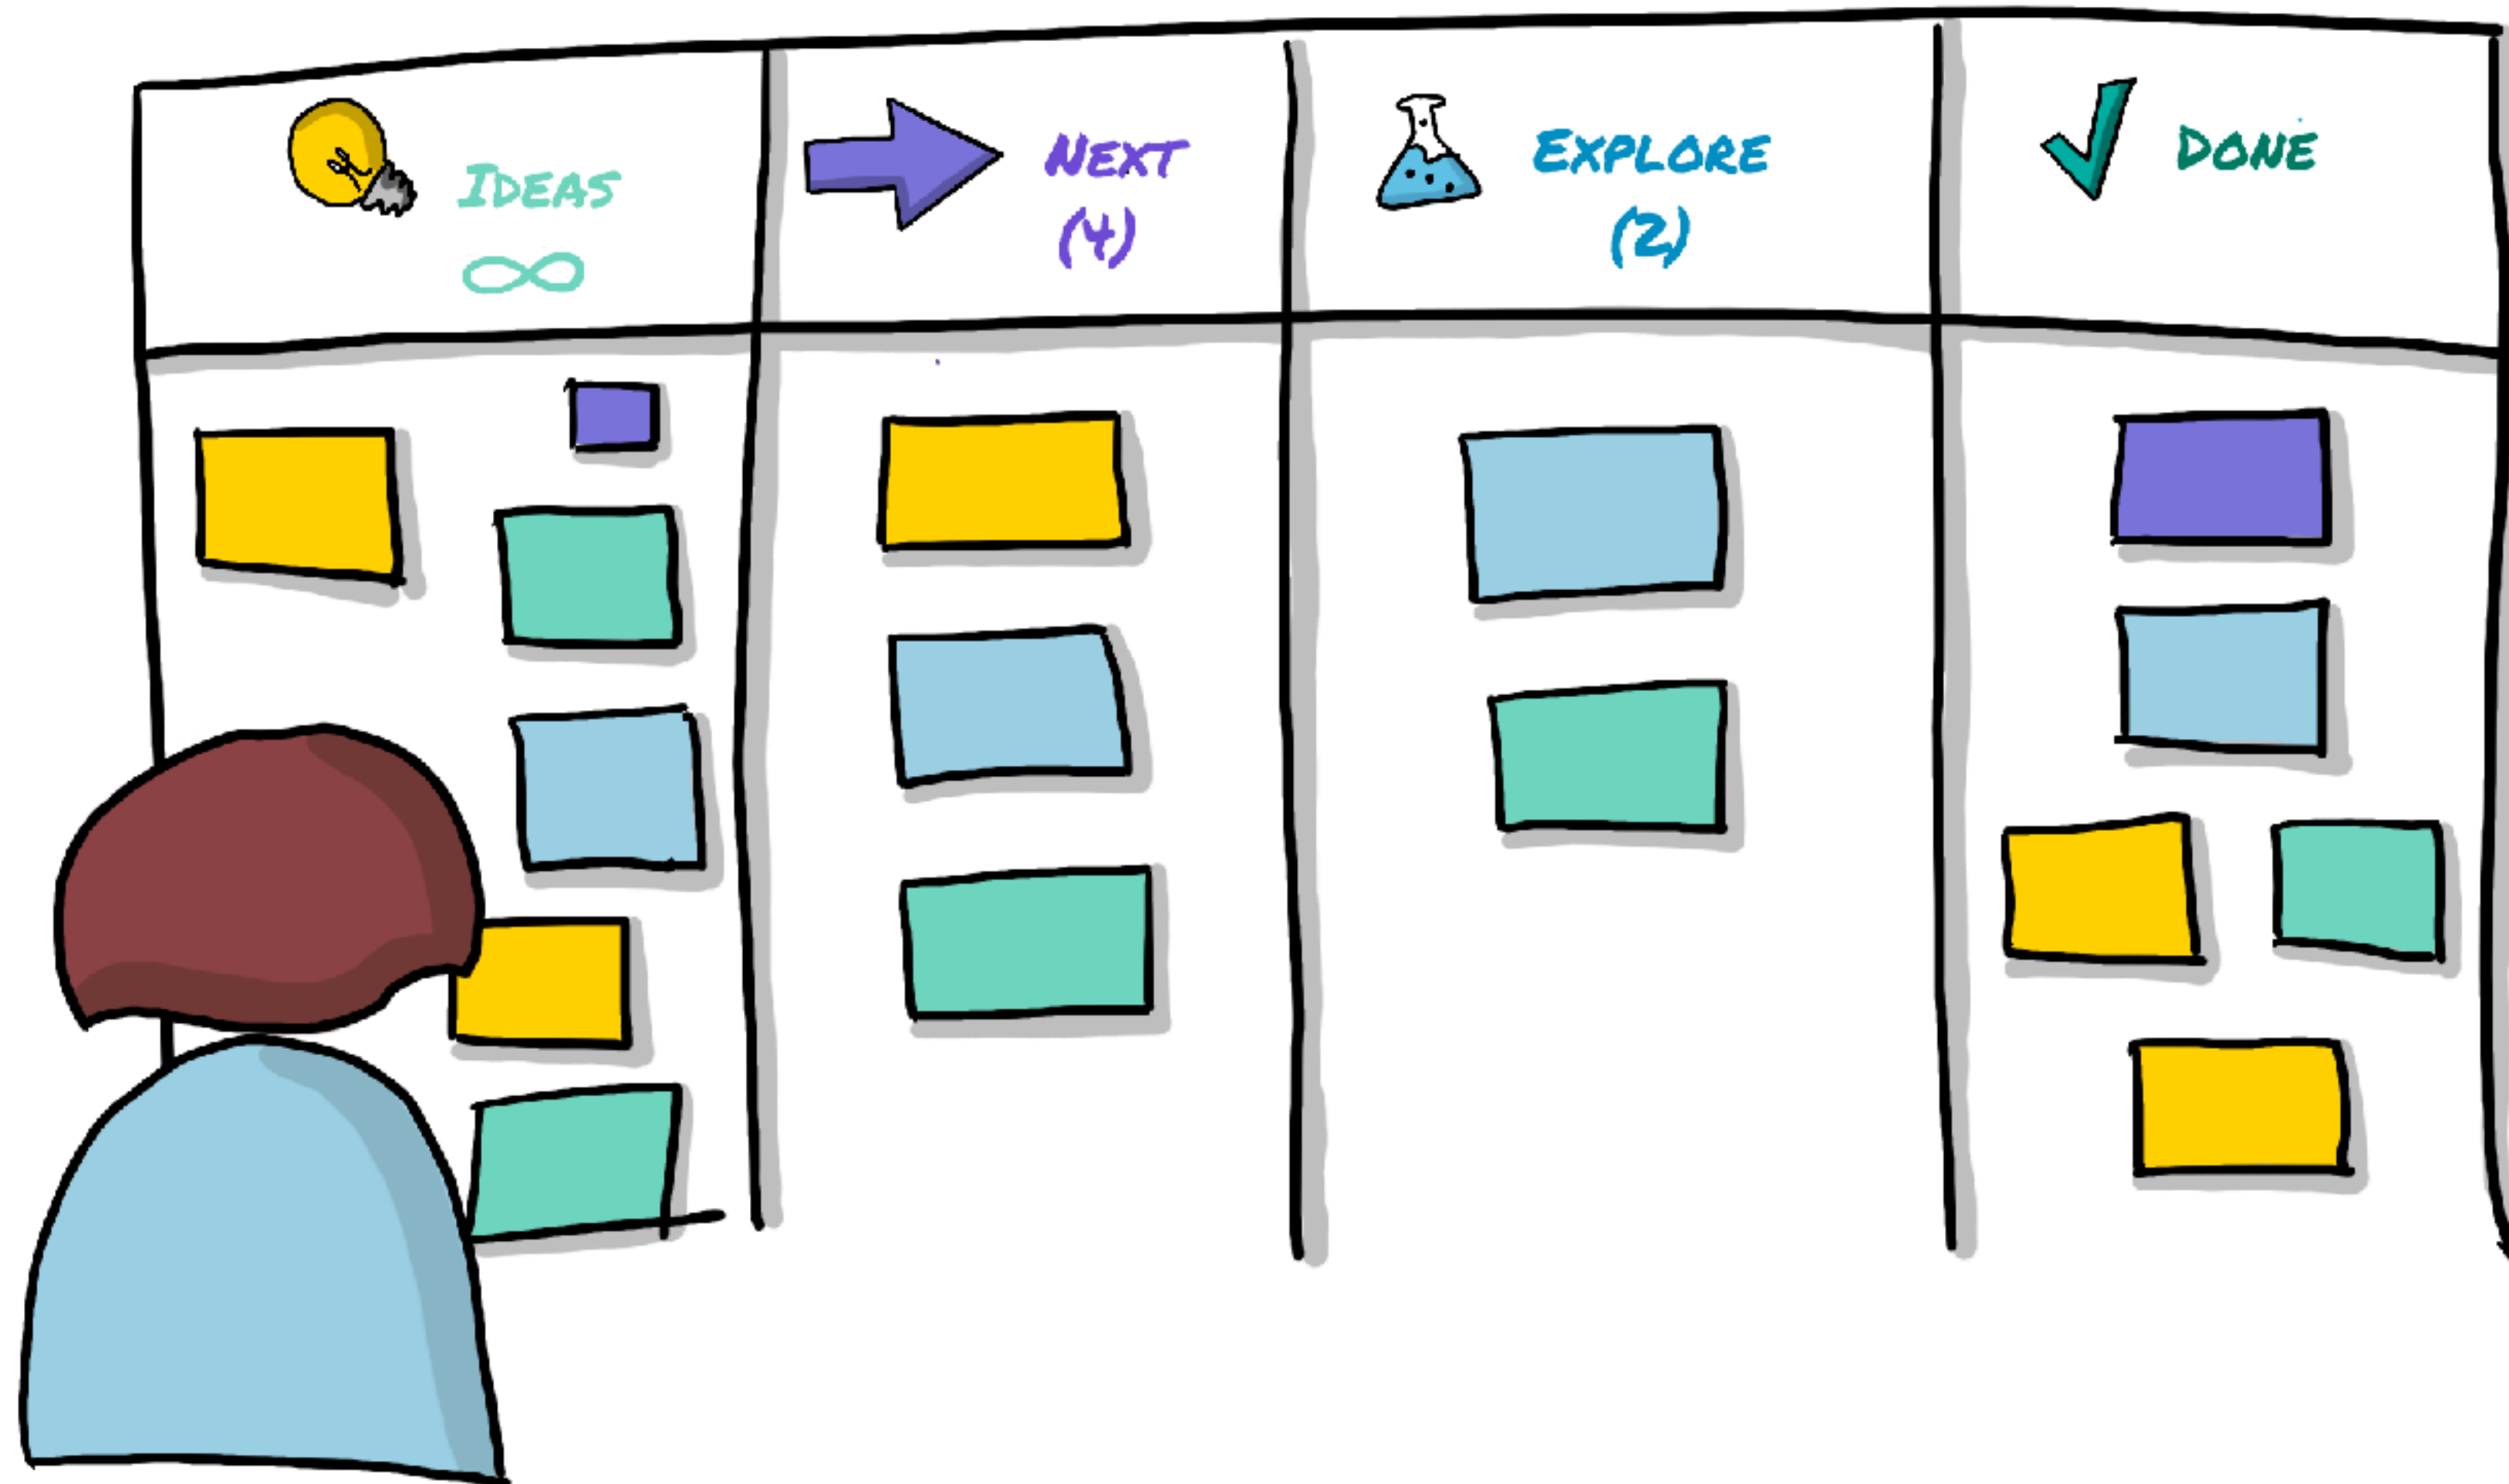 IDEAS
∞
NEXT
(4)
EXPLORE
(2)
DONE